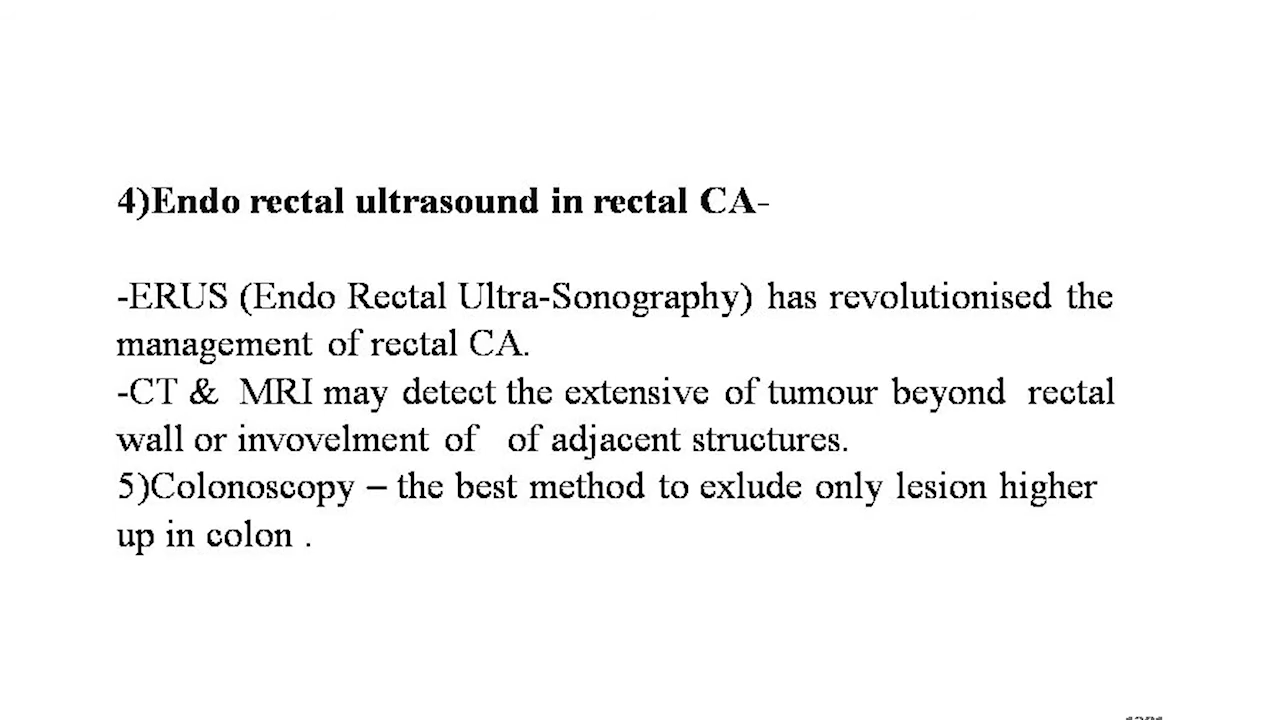 4)Endo rectal ultrasound in rectal CA-
-ERUS (Endo Rectal Ultra-Sonography) has revolutionised the
management of rectal CA.
-CT & MRI may detect the extensive of tumour beyond rectal
wall or invovelment of of adjacent structures.
5)Colonoscopy – the best method to exlude only lesion higher
up in colon .